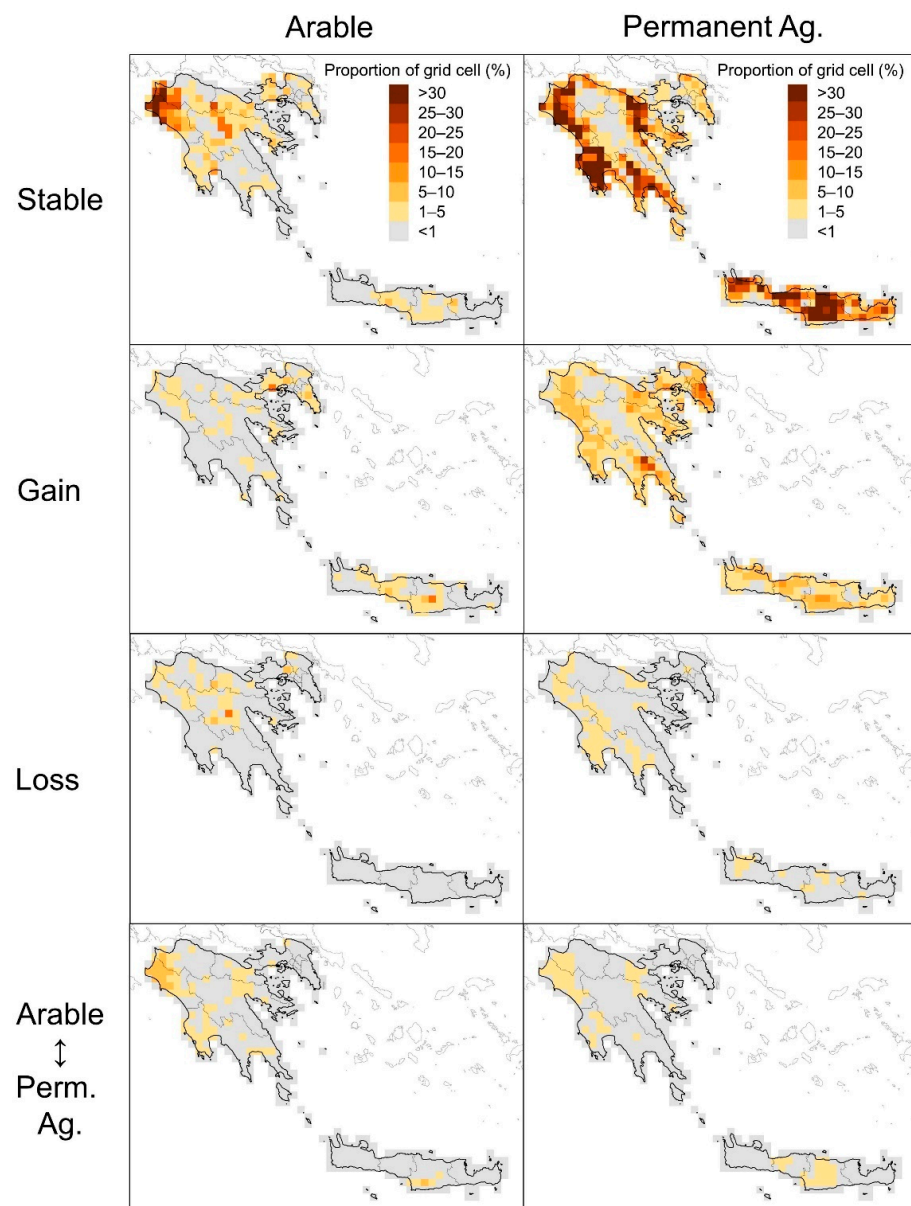 Arable
Permanent Ag.
Stable
Proportion of grid cell (%)
>30
25–30
20–25
15–20
10–15
5–10
1–5
<1
Proportion of grid cell (%)
>30
25–30
20–25
15–20
10–15
5–10
1–5
<1
Gain
Loss
Arable
↕
Perm.
Ag.